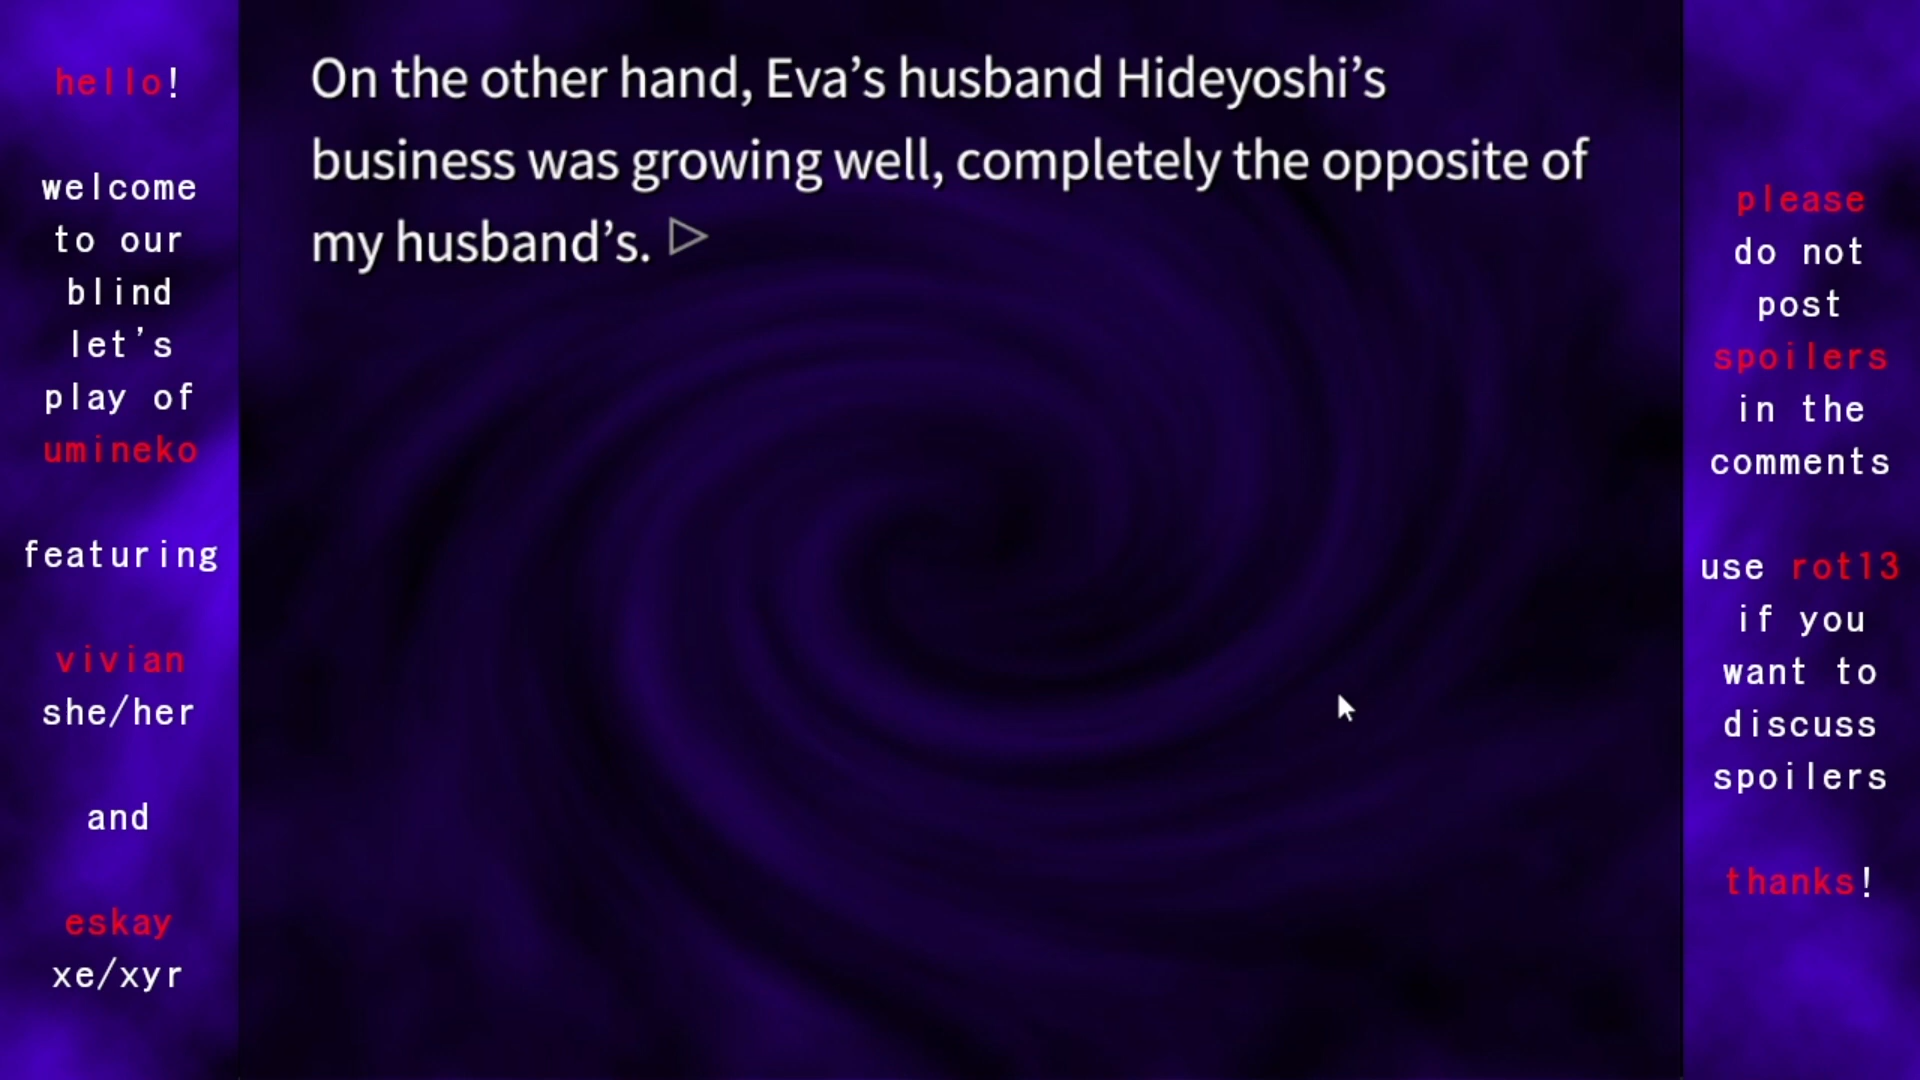 hello!
welcome
to our
blind
let's
play of
umineko
featuring
vivian
she/her
and
eskay
xe/xyr
On the other hand, Eva’s husband Hideyoshi’s
business was growing well, completely the opposite of
my husband’s.
please
do not
post
spoilers
in the
comments
use rot13
if you
want to
discuss
spoilers
thanks!